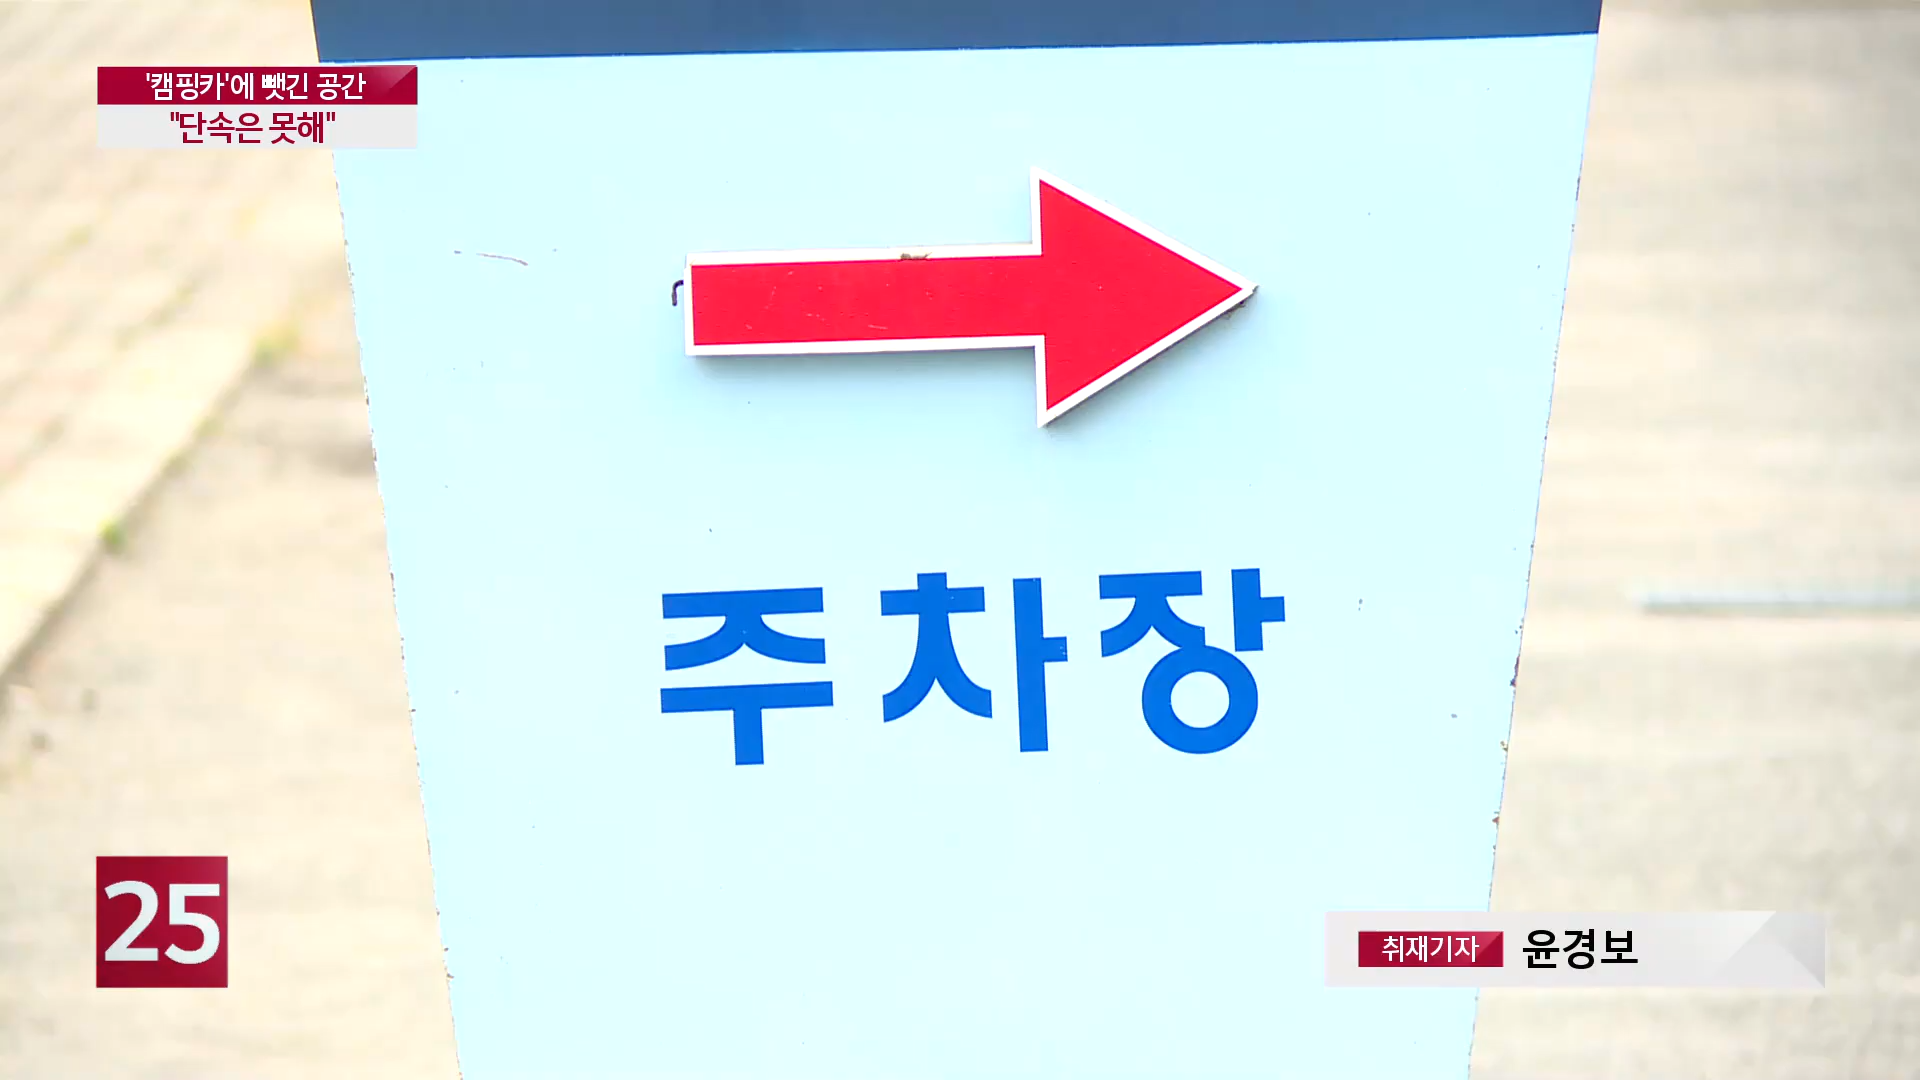 '캠핑카'에 뺏긴 공간
"단속은 못해"
주차장
25
취재기자 윤경보